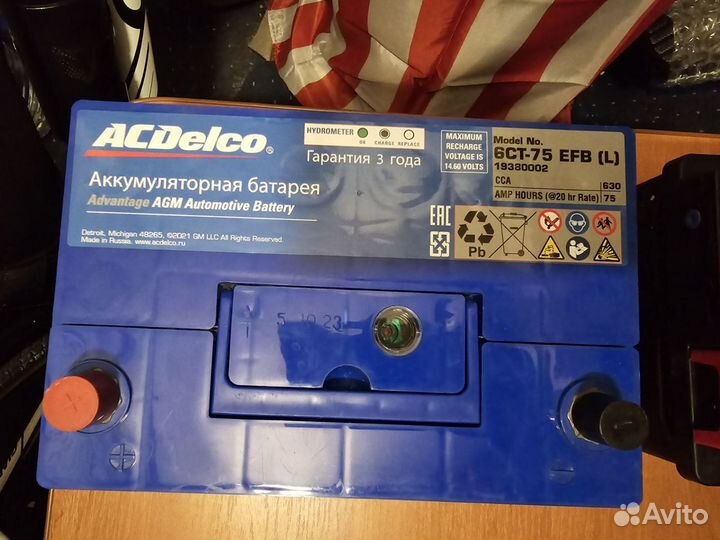 ACDelco
HYDROMETER OK CHARGE REPLACE
Гарантия 3 года
MAXIMUM
RECHARGE
VOLTAGE IS
14.60 VOLTS
Model No.
6CT-75 EFB (L)
19380002
CCA 630
AMP HOURS (@20 hr Rate) 75
Аккумуляторная батарея
Advantage AGM Automotive Battery
Detroit, Michigan 48265, ©2021 GM LLC All Rights Reserved.
Made in Russia. www.acdelco.ru
EAC
Pb
5 10 23
+
Avito